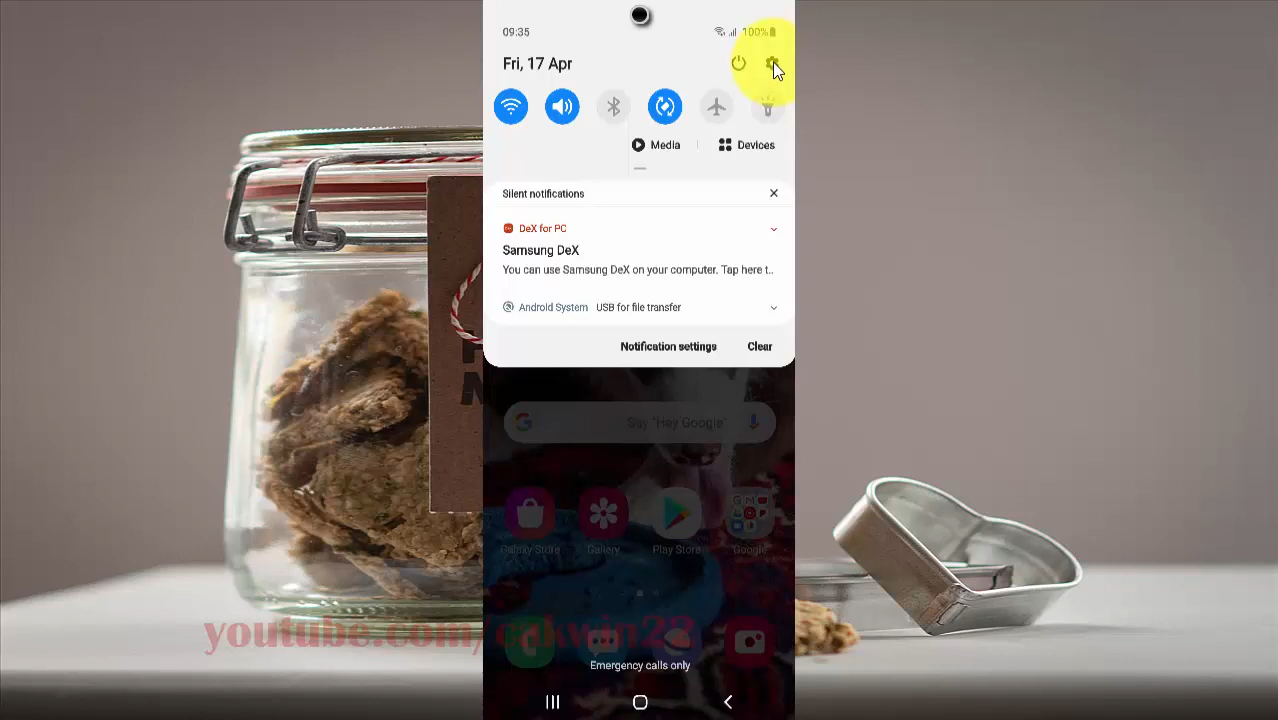 09:35
100%
Fri, 17 Apr
Media
Devices
Silent notifications
DeX for PC
Samsung DeX
You can use Samsung DeX on your computer. Tap here t..
Android System USB for file transfer
Notification settings
Clear
Say "Hey Google"
Galaxy Store
Gallery
Play Store
Google
youtube.com/cakwin23
Emergency calls only